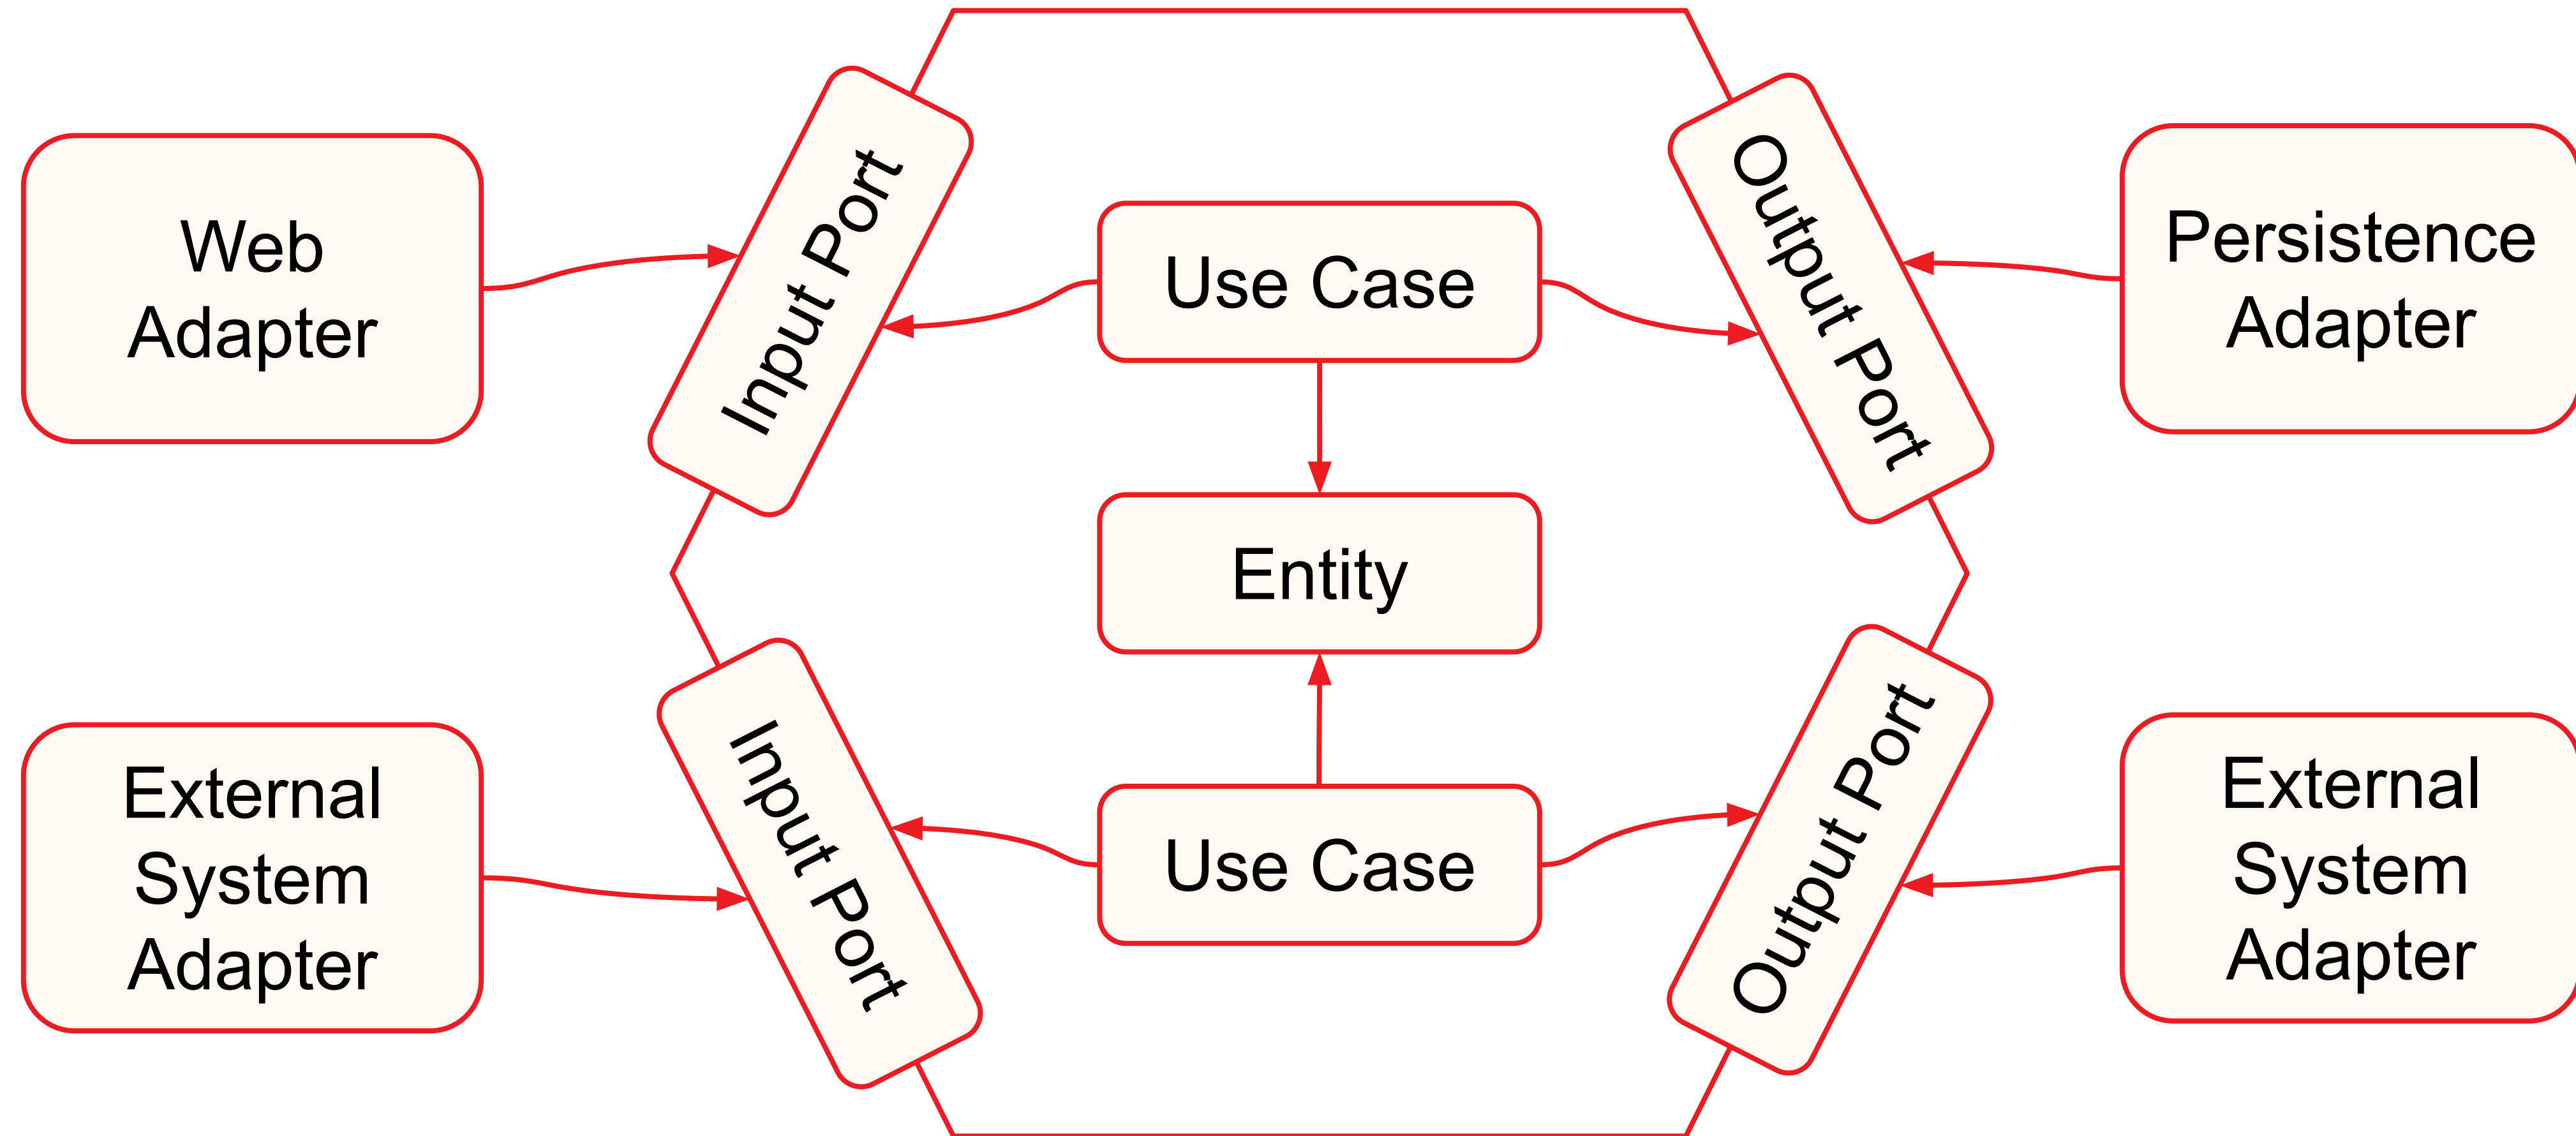 Web
Adapter
Input Port
Use Case
Output Port
Persistence
Adapter
Entity
External
System
Adapter
Input Port
Use Case
Output Port
External
System
Adapter